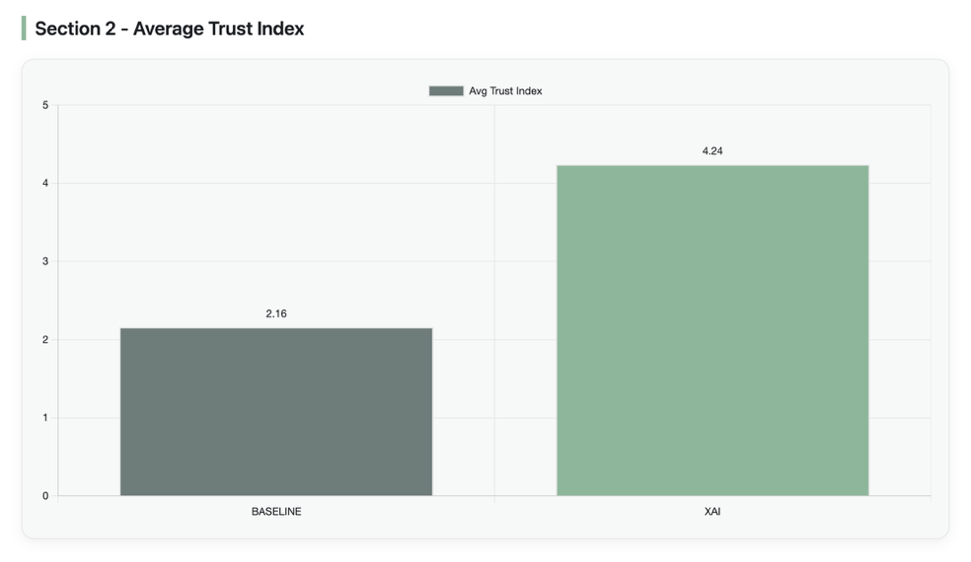 Section 2 - Average Trust Index
Avg Trust Index
5
4.24
4
3
2.16
2
1
0
BASELINE XAI